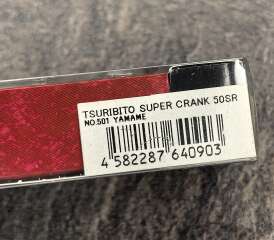 TSURIBITO SUPER CRANK 50SR
NO.501 YAMAME
4 582287 640903